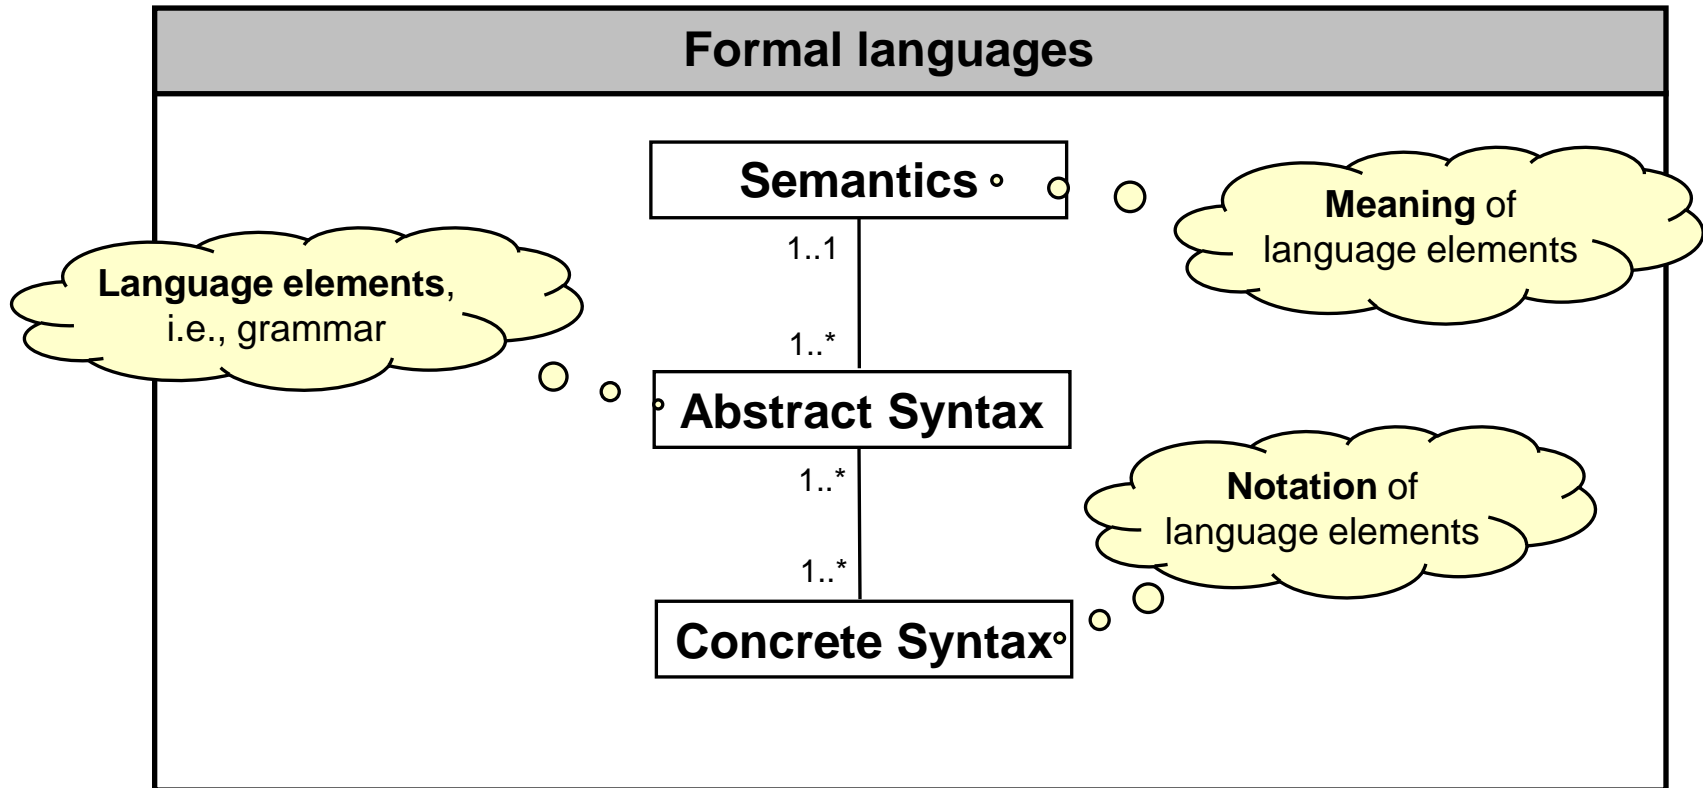 Formal languages
Semantics
Meaning of
language elements
1..1
Language elements,
i.e., grammar
1..*
Abstract Syntax
1..*
Notation of
language elements
1..*
Concrete Syntax